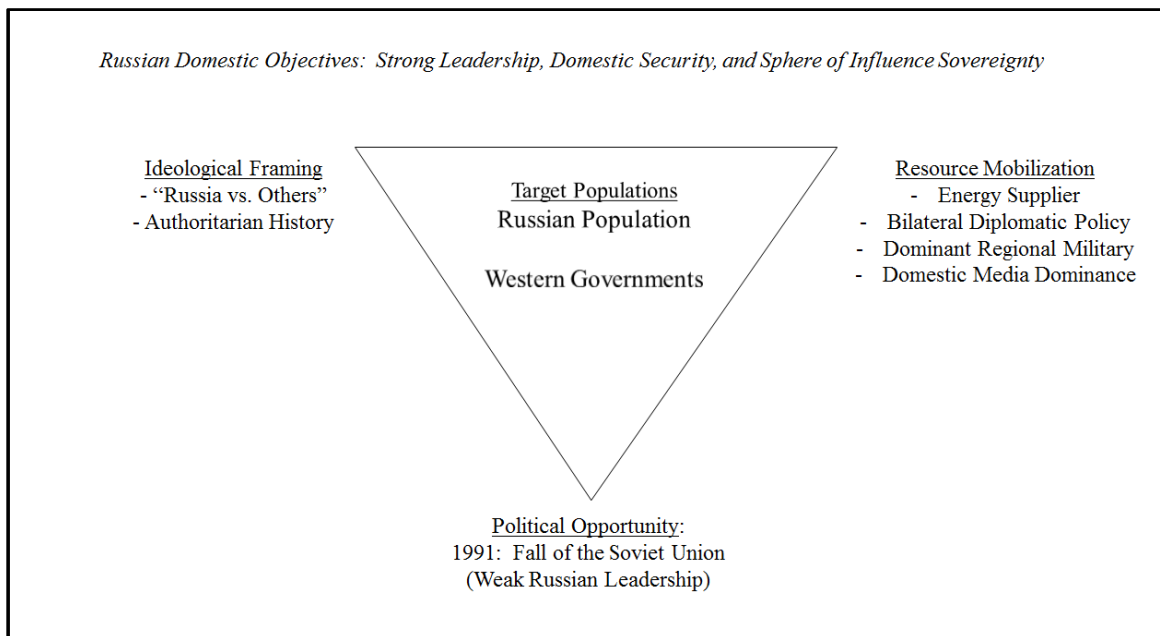 Russian Domestic Objectives: Strong Leadership, Domestic Security, and Sphere of Influence Sovereignty
Ideological Framing
- “Russia vs. Others”
- Authoritarian History
Target Populations
Russian Population
Western Governments
Resource Mobilization
- Energy Supplier
- Bilateral Diplomatic Policy
- Dominant Regional Military
- Domestic Media Dominance
Political Opportunity:
1991: Fall of the Soviet Union
(Weak Russian Leadership)